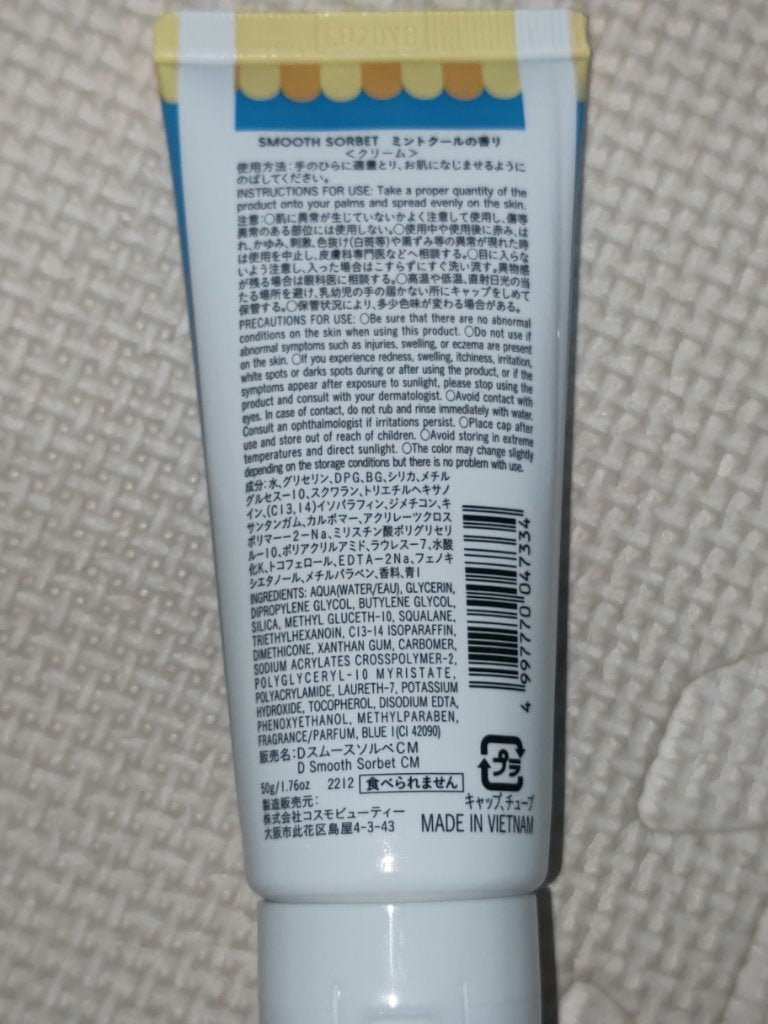 SMOOTH SORBET ミントクールの香り
＜クリーム＞
使用方法：手のひらに適量とり、お肌になじませるように
のばしてください。
INSTRUCTIONS FOR USE: Take a proper quantity of the
product onto your palms and spread evenly on the skin.
注意：○肌に異常が生じていないかよく注意して使用し、傷等
異常のある部位には使用しない。○使用中や使用後に赤み、は
れ、かゆみ、刺激、色抜け(白斑等)や黒ずみ等の異常が現れた時
は使用を中止し、皮膚科専門医などへ相談する。○目に入らな
いよう注意し、入った場合はこすらずにすぐ洗い流す。異物感
が残る場合は眼科医に相談する。○高温や低温、直射日光の当
たる場所を避け、乳幼児の手の届かない所にキャップをしめて
保管する。○保管状況により、多少色味が変わる場合がある。
PRECAUTIONS FOR USE: ○Be sure that there are no abnormal
conditions on the skin when using this product. ○Do not use if
abnormal symptoms such as injuries, swelling, or eczema are present
on the skin. ○If you experience redness, swelling, itchiness, irritation,
white spots or darks spots during or after using the product, or if the
symptoms appear after exposure to sunlight, please stop using the
product and consult with your dermatologist. ○Avoid contact with
eyes. In case of contact, do not rub and rinse immediately with water.
Consult an ophthalmologist if irritations persist. ○Place cap after
use and store out of reach of children. ○Avoid storing in extreme
temperatures and direct sunlight. ○The color may change slightly
depending on the storage conditions but there is no problem with use.
成分：水、グリセリン、DPG、BG、シリカ、メチル
グルセス－10、スクワラン、トリエチルヘキサノ
イン、(C13,14)イソパラフィン、ジメチコン、キ
サンタンガム、カルボマー、アクリレーツクロス
ポリマー－2－Na、ミリスチン酸ポリグリセリ
ル－10、ポリアクリルアミド、ラウレス－7、水酸
化K、トコフェロール、EDTA－2Na、フェノキ
シエタノール、メチルパラベン、香料、青1
INGREDIENTS: AQUA(WATER/EAU), GLYCERIN,
DIPROPYLENE GLYCOL, BUTYLENE GLYCOL,
SILICA, METHYL GLUCETH-10, SQUALANE,
TRIETHYLHEXANOIN, C13-14 ISOPARAFFIN,
DIMETHICONE, XANTHAN GUM, CARBOMER,
SODIUM ACRYLATES CROSSPOLYMER-2,
POLYGLYCERYL-10 MYRISTATE,
POLYACRYLAMIDE, LAURETH-7, POTASSIUM
HYDROXIDE, TOCOPHEROL, DISODIUM EDTA,
PHENOXYETHANOL, METHYLPARABEN,
FRAGRANCE/PARFUM, BLUE 1(CI 42090)
4 997770 047334
販売名：DスムースソルベCM
D Smooth Sorbet CM
50g/1.76oz 2212 食べられません
プラ
キャップ、チューブ
製造販売元：
株式会社コスモビューティー
大阪市此花区島屋4-3-43
MADE IN VIETNAM